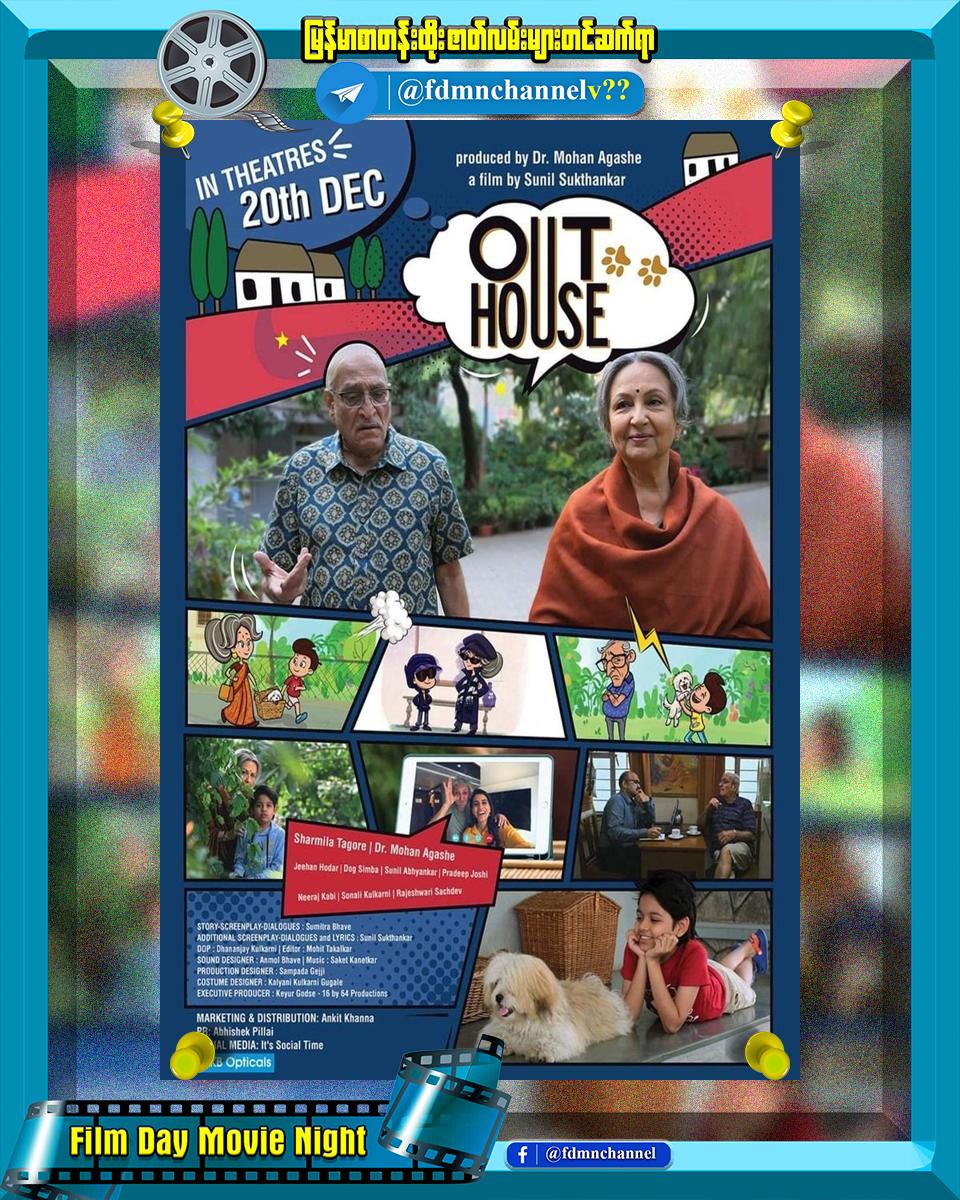 မြန်မာစာတန်းထိုးဇာတ်လမ်းများတင်ဆက်ရာ
@fdmnchannelv??
IN THEATRES
20th DEC
produced by Dr. Mohan Agashe
a film by Sunil Sukthankar
OUT
HOUSE
Sharmila Tagore | Dr. Mohan Agashe
Jeehan Hodar | Dog Simba | Sunil Abhyankar | Pradeep Joshi
Neeraj Kabi | Sonali Kulkarni | Rajeshwari Sachdev
STORY-SCREENPLAY-DIALOGUES : Sumitra Bhave
ADDITIONAL SCREENPLAY-DIALOGUES and LYRICS : Sunil Sukthankar
DOP : Dhananjay Kulkarni | Editor : Mohit Takalkar
SOUND DESIGNER : Anmol Bhave | Music : Saket Kanetkar
PRODUCTION DESIGNER : Sampada Gejji
COSTUME DESIGNER : Kalyani Kulkarni Gugale
EXECUTIVE PRODUCER : Keyur Godse - 16 by 64 Productions
MARKETING & DISTRIBUTION: Ankit Khanna
PR: Abhishek Pillai
MEDIA: It's Social Time
Opticals
Film Day Movie Night
@fdmnchannel